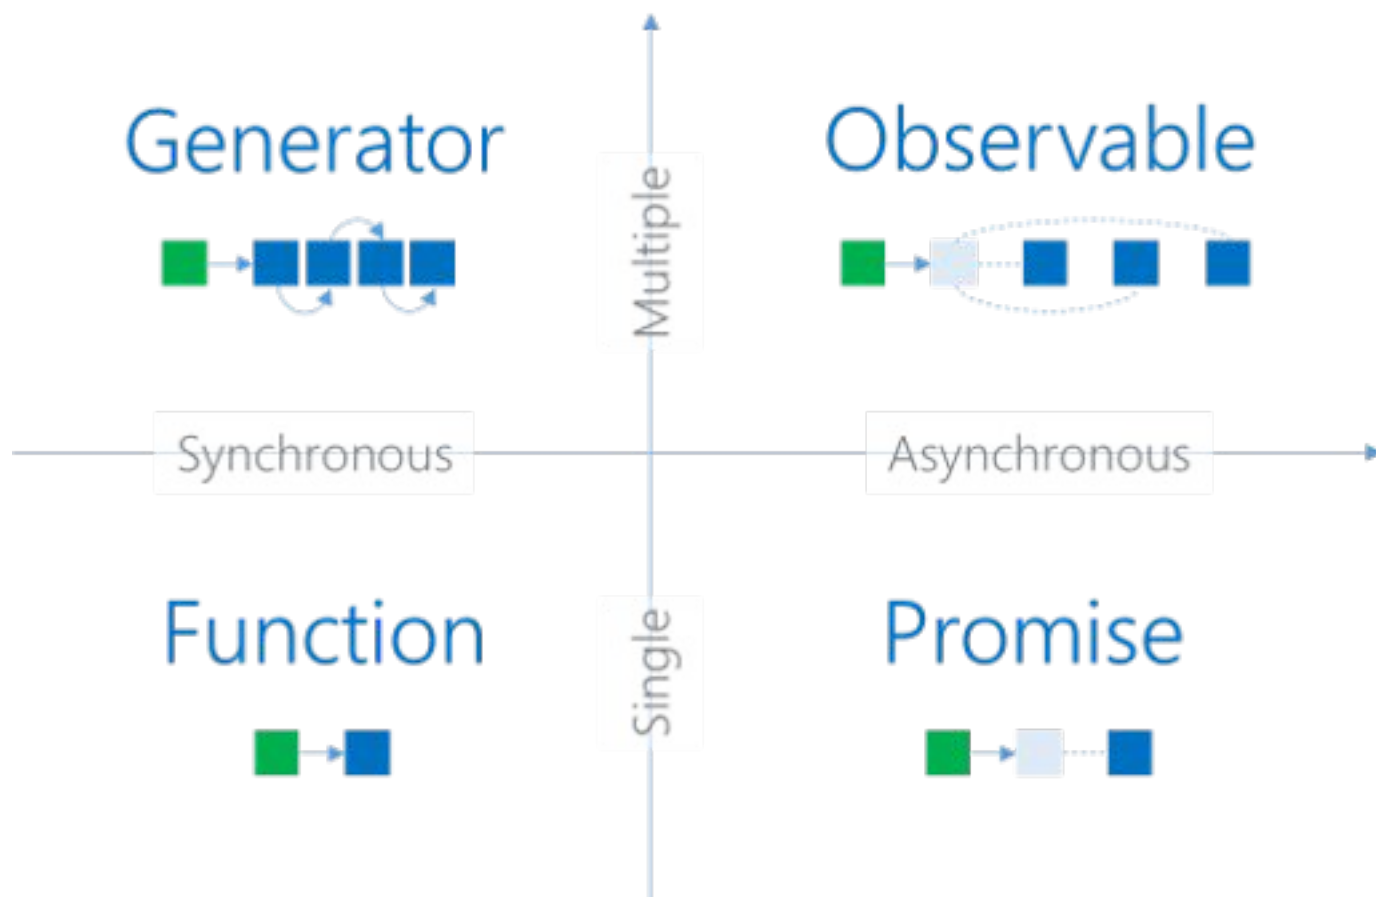 Generator
Observable
Multiple
Synchronous
Asynchronous
Function
Promise
Single